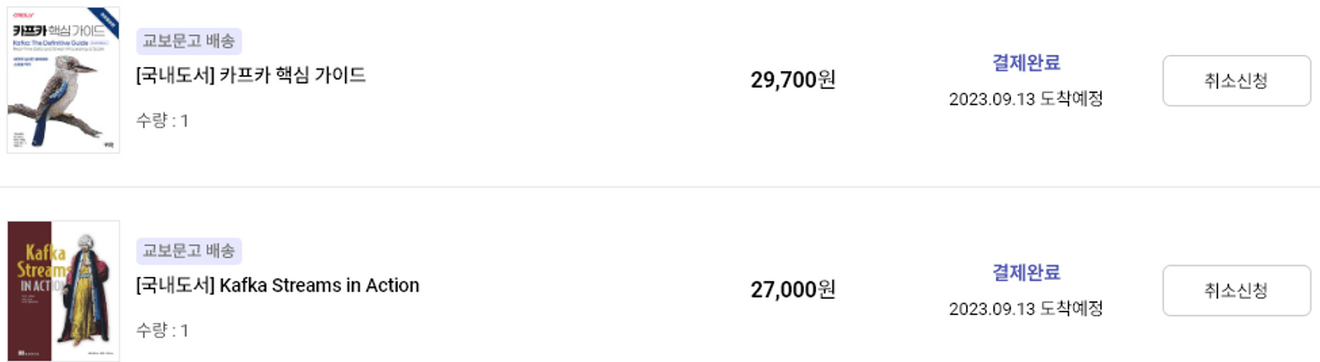 O'REILLY
카프카 핵심 가이드
Kafka: The Definitive Guide
교보문고 배송
[국내도서] 카프카 핵심 가이드
수량 : 1
29,700원
결제완료
2023.09.13 도착예정
취소신청
Kafka
Streams
IN ACTION
교보문고 배송
[국내도서] Kafka Streams in Action
수량 : 1
27,000원
결제완료
2023.09.13 도착예정
취소신청